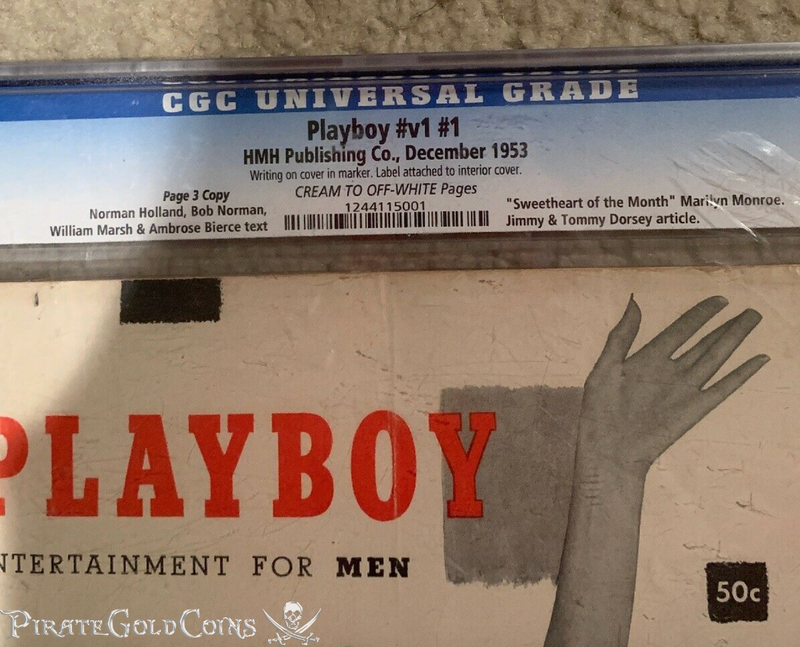 CGC UNIVERSAL GRADE
Playboy #v1 #1
HMH Publishing Co., December 1953
Writing on cover in marker. Label attached to interior cover.
Page 3 Copy
Norman Holland, Bob Norman,
William Marsh & Ambrose Bierce text
CREAM TO OFF-WHITE Pages
1244115001
"Sweetheart of the Month" Marilyn Monroe.
Jimmy & Tommy Dorsey article.
PLAYBOY
NTERTAINMENT FOR MEN
50c
PIRATEGOLDCOINS